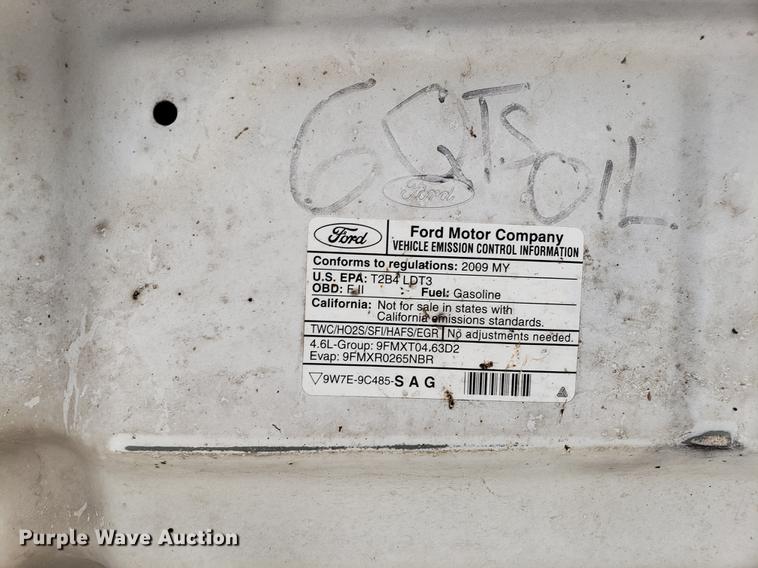 6 QTS OIL
Ford
Ford
Ford Motor Company
VEHICLE EMISSION CONTROL INFORMATION
Conforms to regulations: 2009 MY
U.S. EPA: T2B4 LDT3
OBD: F II Fuel: Gasoline
California: Not for sale in states with
California emissions standards.
TWC/HO2S/SFI/HAFS/EGR No adjustments needed.
4.6L-Group: 9FMXT04.63D2
Evap: 9FMXR0265NBR
9W7E-9C485-SAG
Purple Wave Auction